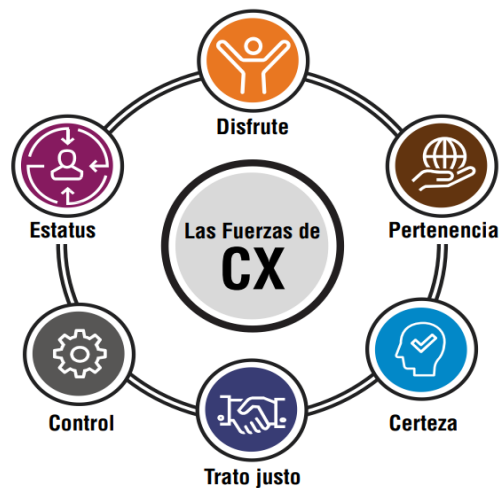 Disfrute
Estatus
Pertenencia
Las Fuerzas de
CX
Control
Certeza
Trato justo